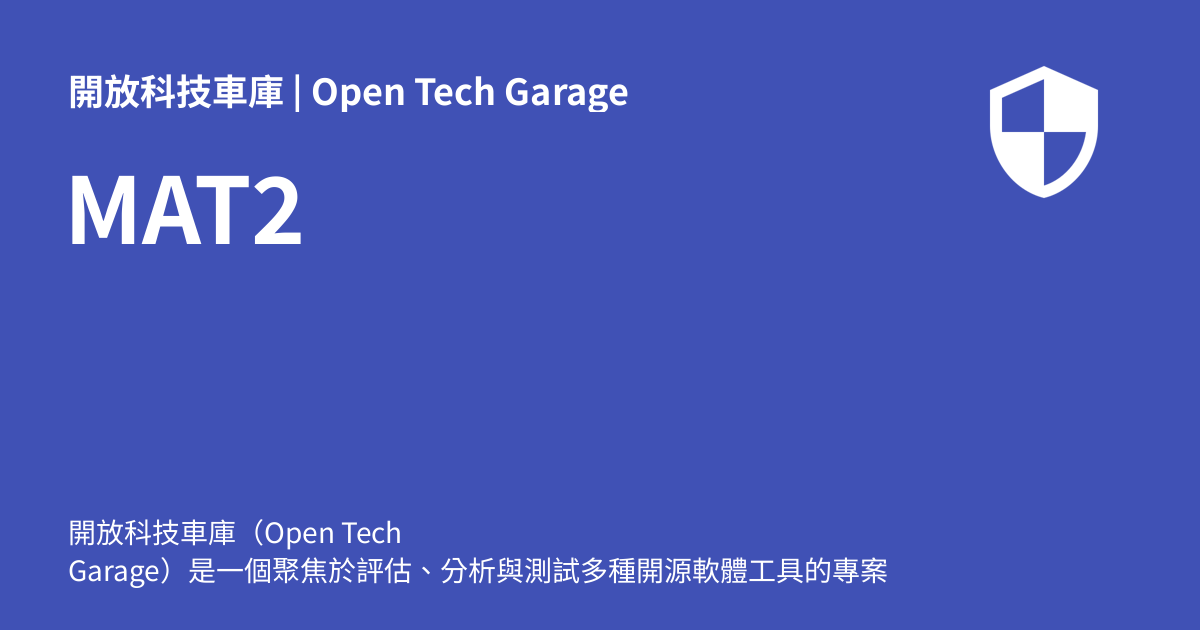 開放科技車庫 | Open Tech Garage
MAT2
開放科技車庫（Open Tech
Garage）是一個聚焦於評估、分析與測試多種開源軟體工具的專案